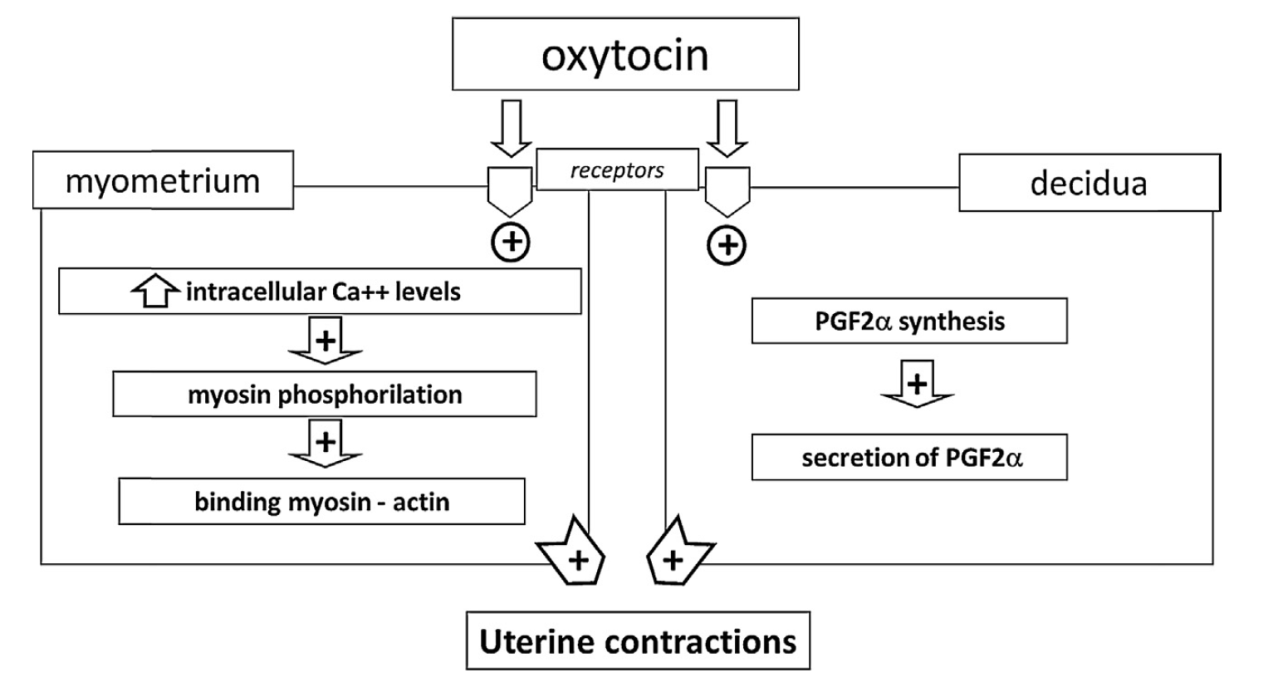 oxytocin
receptors
myometrium
decidua
+
+
intracellular Ca++ levels
+
myosin phosphorilation
+
binding myosin - actin
PGF2α synthesis
+
secretion of PGF2α
+
+
Uterine contractions